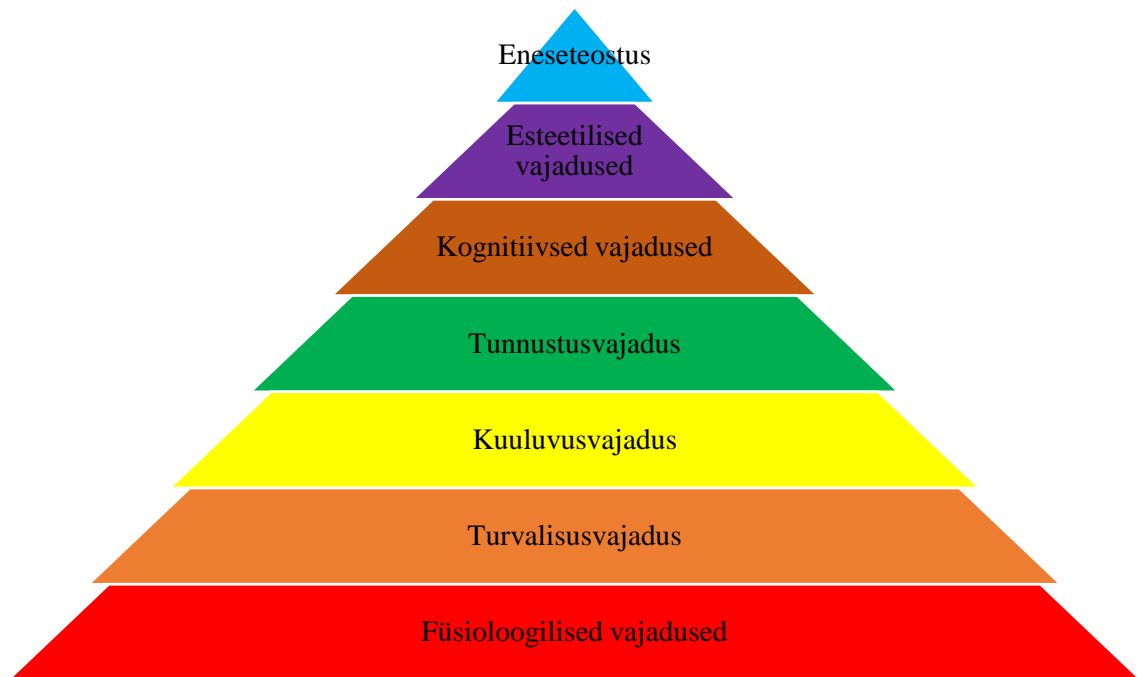 Eneseteostus
Esteetilised
vajadused
Kognitiivsed vajadused
Tunnustusvajadus
Kuuluvusvajadus
Turvalisusvajadus
Füsioloogilised vajadused